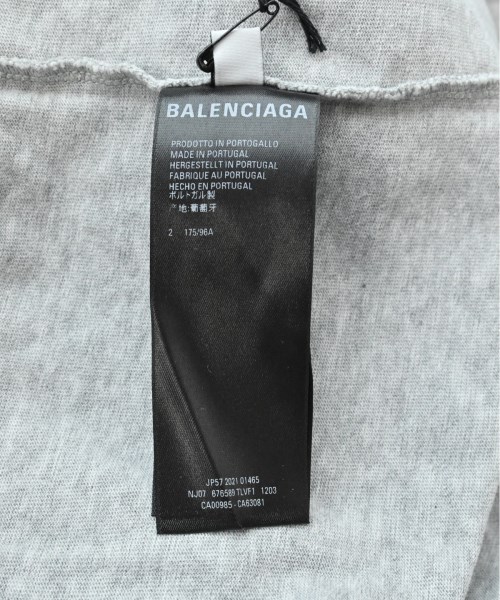 BALENCIAGA
PRODOTTO IN PORTOGALLO
MADE IN PORTUGAL
HERGESTELLT IN PORTUGAL
FABRIQUE AU PORTUGAL
HECHO EN PORTUGAL
ポルトガル製
产地:葡萄牙
2 175/96A
JP57 2021 01465
NJ07 676589 TLVF1 1203
CA00985-CA63081